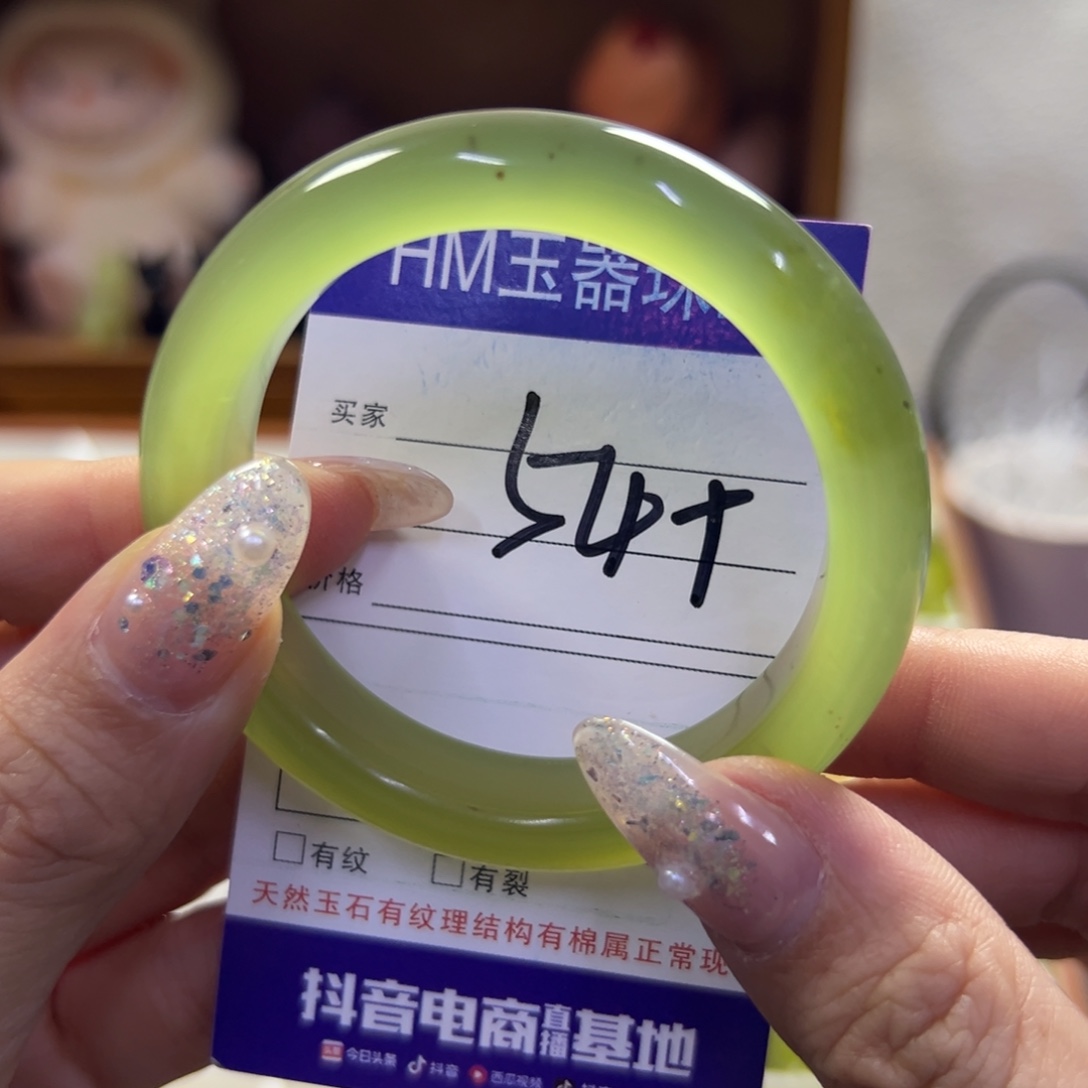 HM玉器珠
买家
54+
价格
有纹 有裂
天然玉石有纹理结构有棉属正常现
抖音电商直播基地
今日头条 抖音 西瓜视频